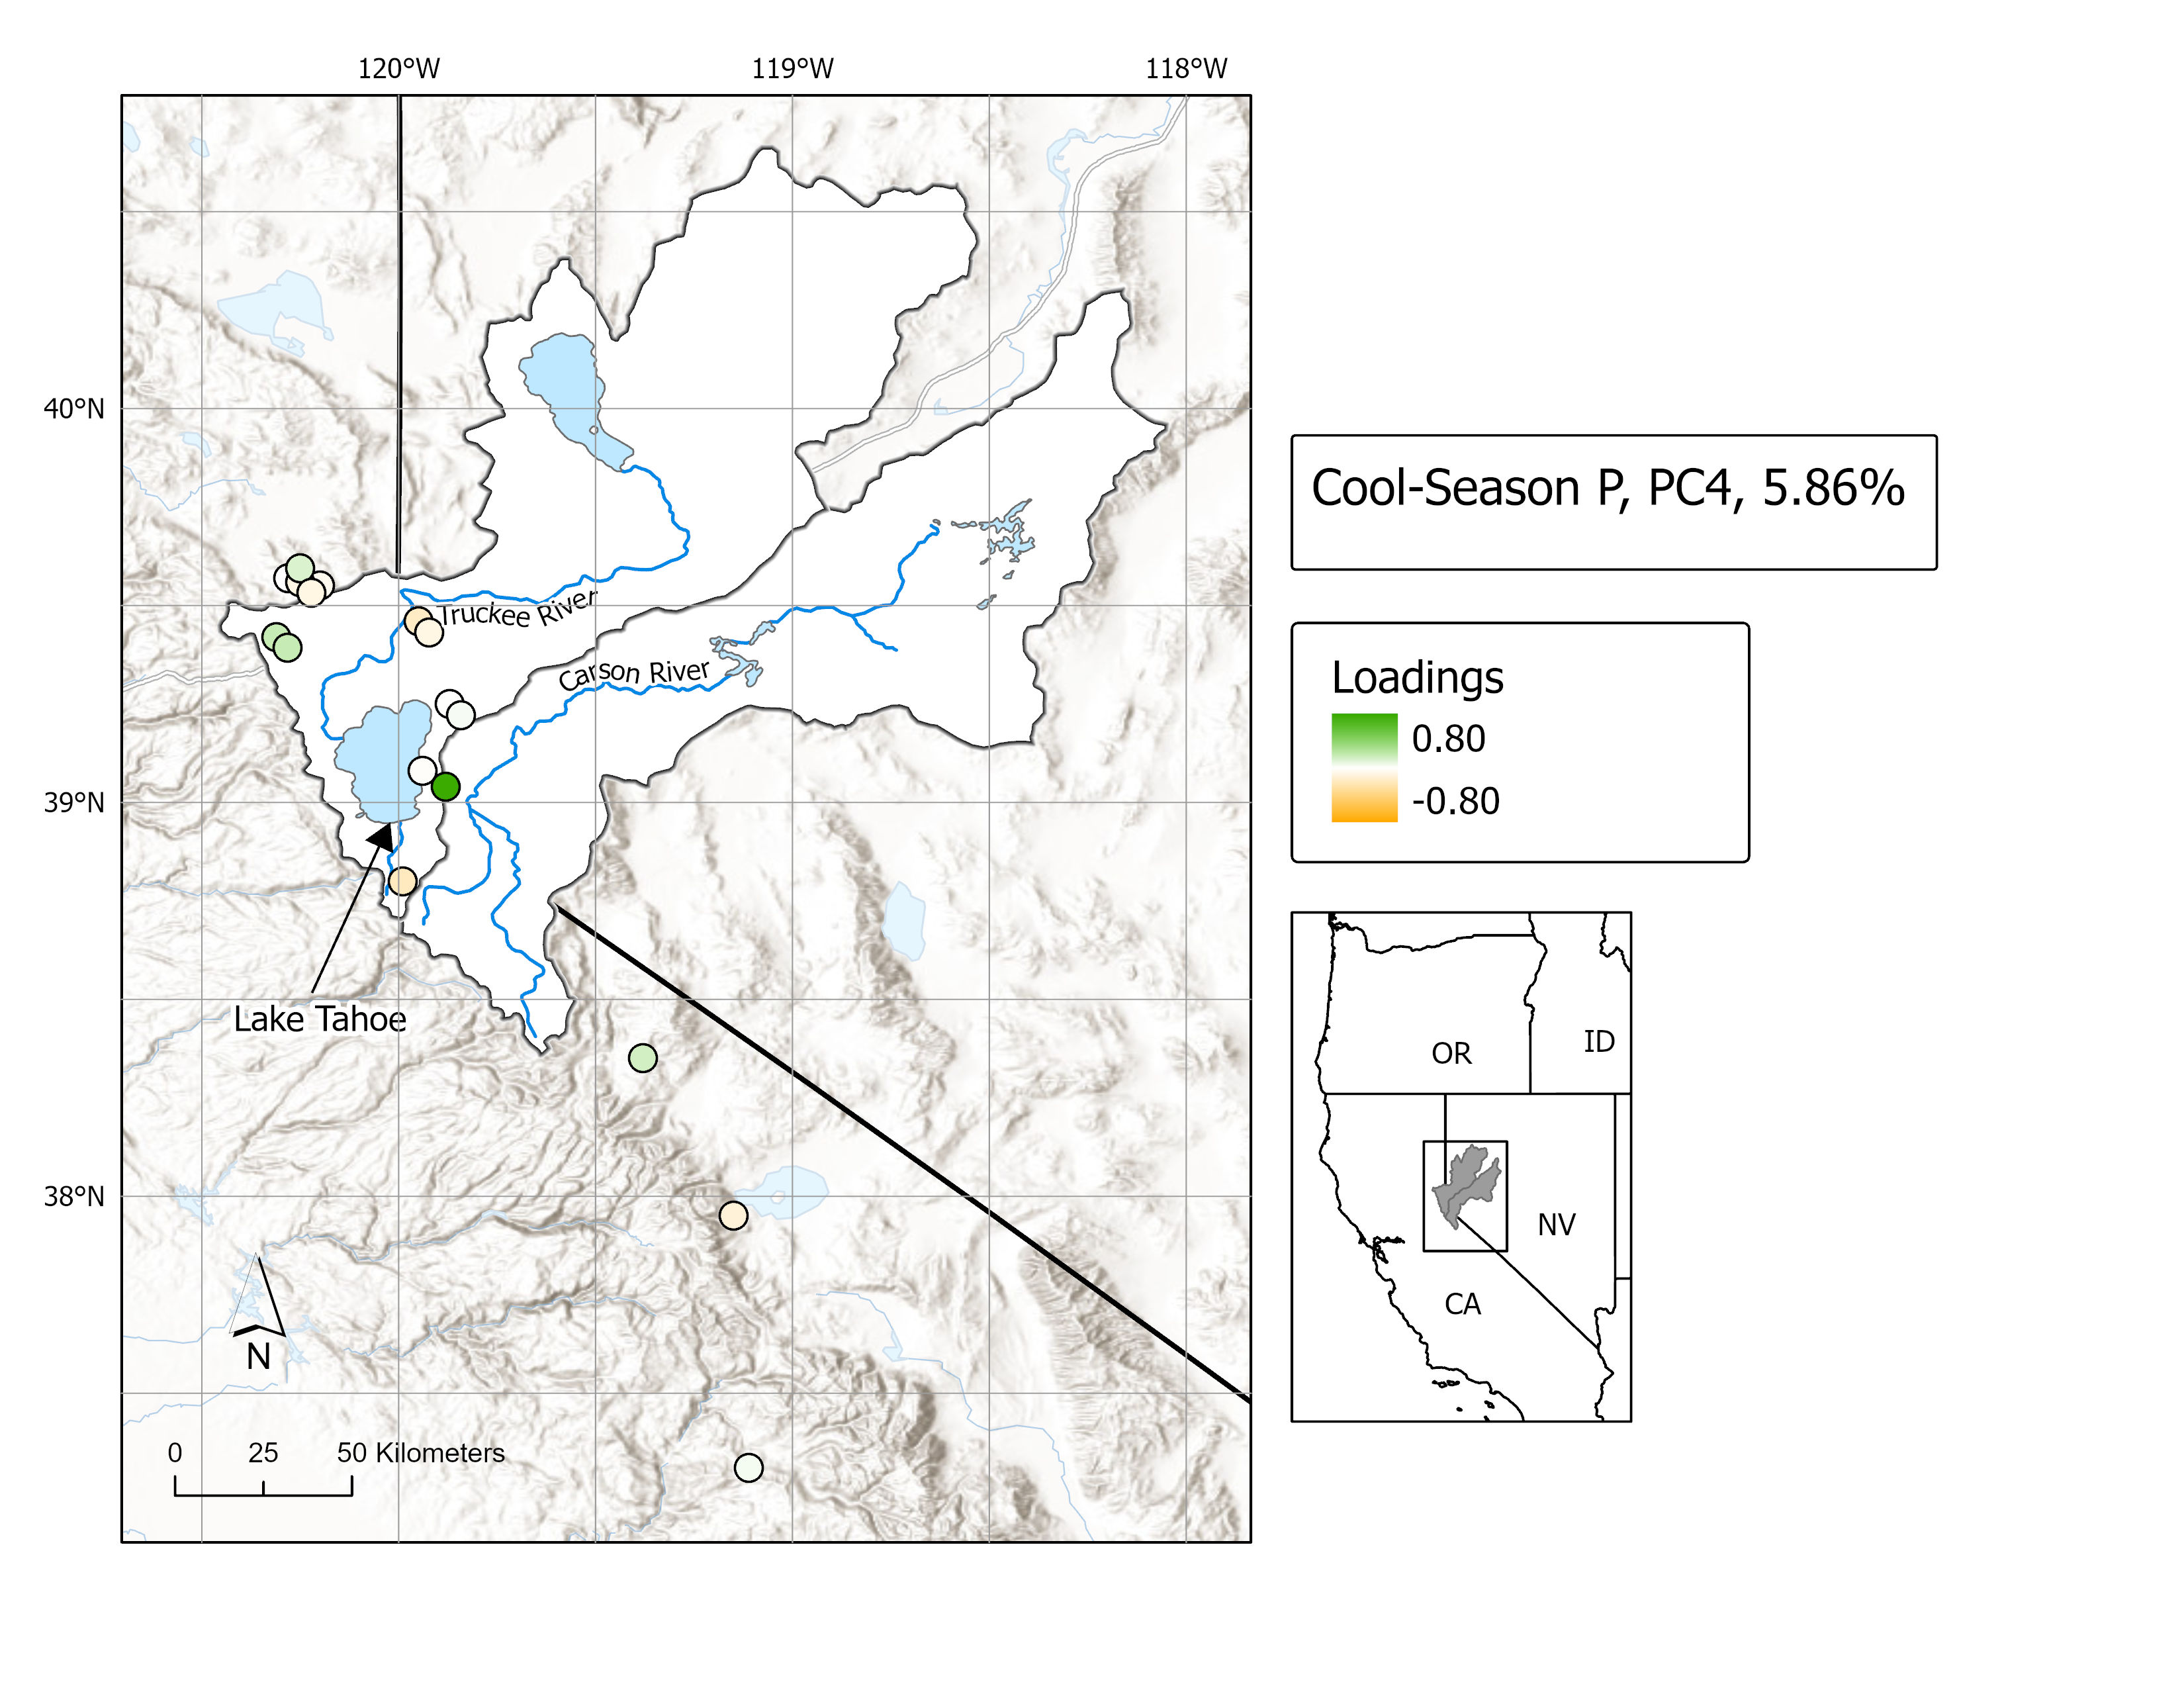 120°W
119°W
118°W
40°N
39°N
38°N
Truckee River
Carson River
Lake Tahoe
N
0 25 50 Kilometers
Cool-Season P, PC4, 5.86%
Loadings
0.80
-0.80
OR
ID
NV
CA